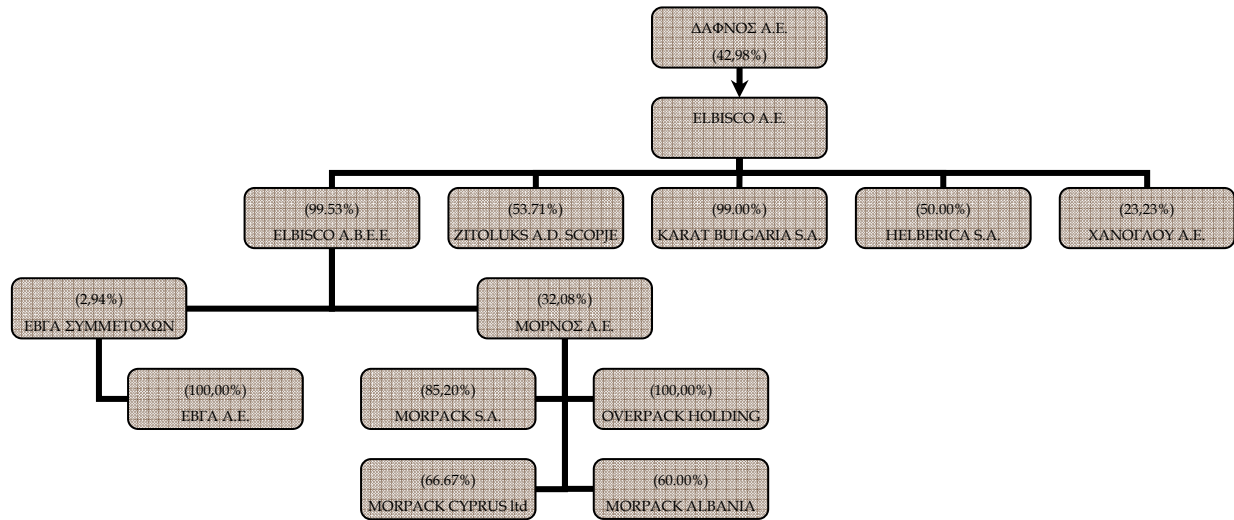 ΔΑΦΝΟΣ Α.Ε.
(42,98%)
ELBISCO A.E.
(99.53%)
ELBISCO A.B.E.E.
(53.71%)
ZITOLUKS A.D. SCOPJE
(99.00%)
KARAT BULGARIA S.A.
(50.00%)
HELBERICA S.A.
(23,23%)
ΧΑΝΟΓΛΟΥ Α.Ε.
(2,94%)
ΕΒΓΑ ΣΥΜΜΕΤΟΧΩΝ
(32,08%)
ΜΟΡΝΟΣ Α.Ε.
(100,00%)
ΕΒΓΑ Α.Ε.
(85,20%)
MORPACK S.A.
(100,00%)
OVERPACK HOLDING
(66.67%)
MORPACK CYPRUS ltd
(60.00%)
MORPACK ALBANIA